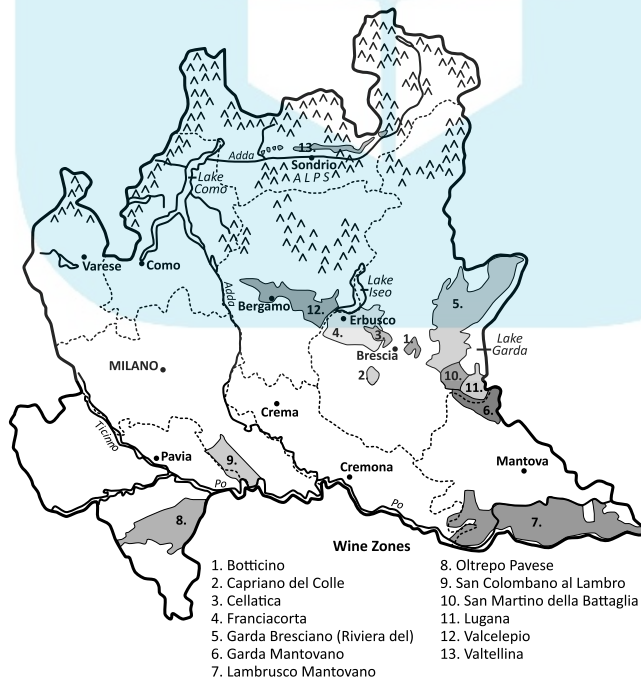 13.
Adda
Sondrio
ALPS
Lake
Como
Varese
Como
Adda
Lake
Iseo
Bergamo
12.
5.
Erbusco
4.
3.
1.
Brescia
Lake
Garda
MILANO
2.
10.
11.
6.
Crema
Ticinno
Pavia
9.
Cremona
Mantova
Po
Po
8.
7.
Wine Zones
1. Botticino
2. Capriano del Colle
3. Cellatica
4. Franciacorta
5. Garda Bresciano (Riviera del)
6. Garda Mantovano
7. Lambrusco Mantovano
8. Oltrepo Pavese
9. San Colombano al Lambro
10. San Martino della Battaglia
11. Lugana
12. Valcelepio
13. Valtellina